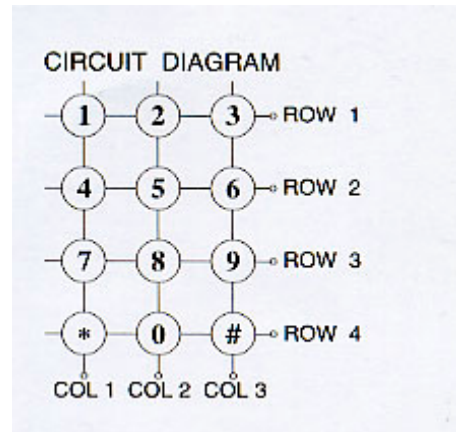 CIRCUIT DIAGRAM
1 2 3 ROW 1
4 5 6 ROW 2
7 8 9 ROW 3
* 0 # ROW 4
COL 1 COL 2 COL 3